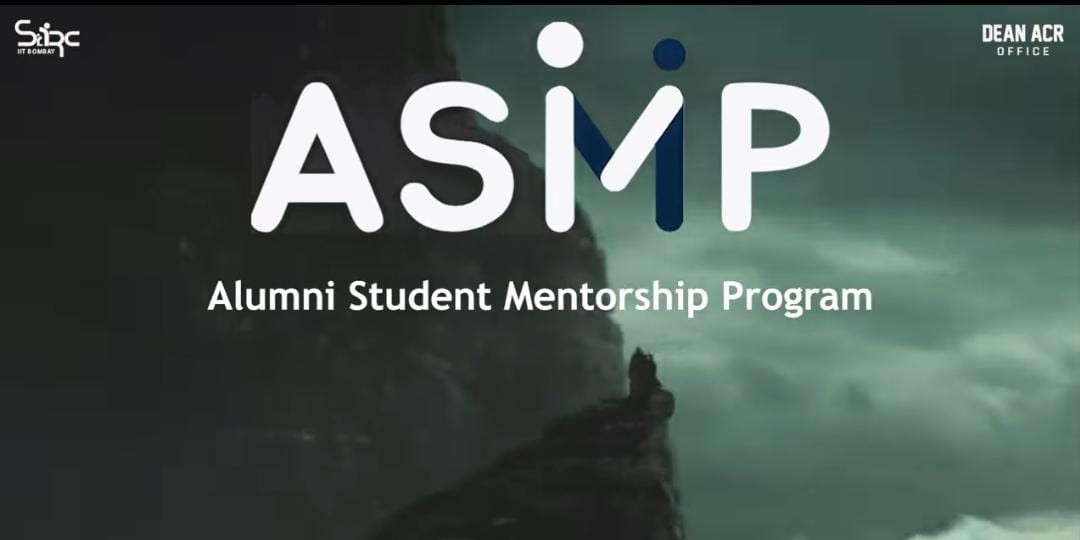 SARC
IIT BOMBAY
DEAN ACR
OFFICE
ASMP
Alumni Student Mentorship Program